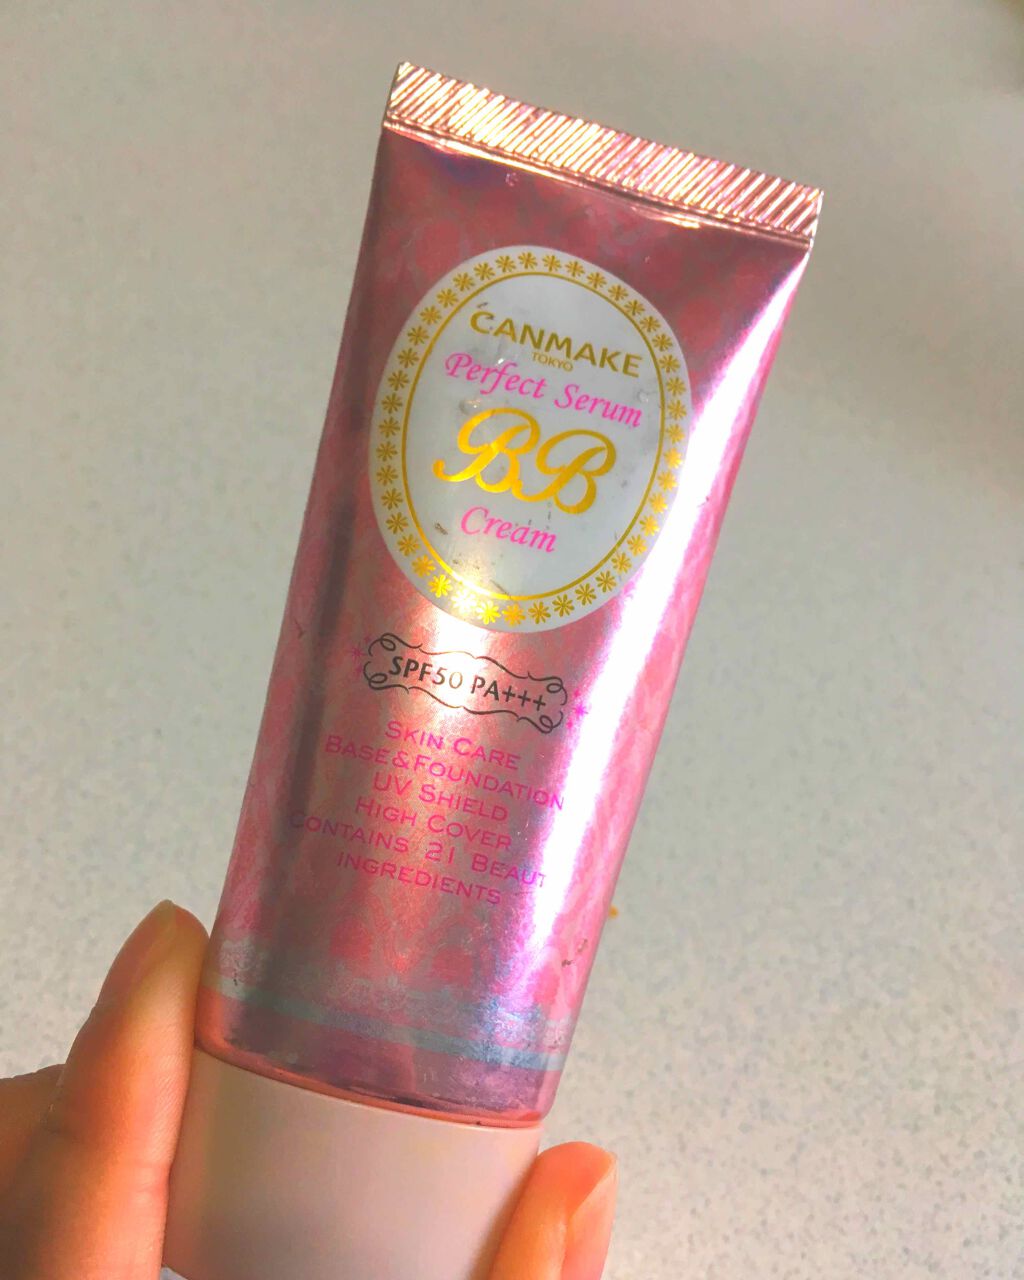 CANMAKE
TOKYO
Perfect Serum
BB
Cream
SPF50 PA+++
SKIN CARE
BASE & FOUNDATION
UV SHIELD
HIGH COVER
CONTAINS 21 BEAUT
INGREDIENTS